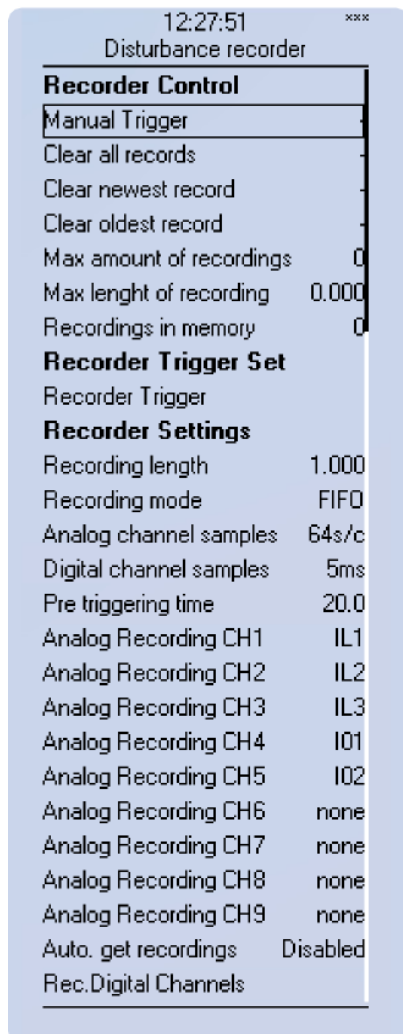 12:27:51 ***
Disturbance recorder
Recorder Control
Manual Trigger -
Clear all records -
Clear newest record -
Clear oldest record -
Max amount of recordings 0
Max lenght of recording 0.000
Recordings in memory 0
Recorder Trigger Set
Recorder Trigger
Recorder Settings
Recording length 1.000
Recording mode FIFO
Analog channel samples 64s/c
Digital channel samples 5ms
Pre triggering time 20.0
Analog Recording CH1 IL1
Analog Recording CH2 IL2
Analog Recording CH3 IL3
Analog Recording CH4 I01
Analog Recording CH5 I02
Analog Recording CH6 none
Analog Recording CH7 none
Analog Recording CH8 none
Analog Recording CH9 none
Auto. get recordings Disabled
Rec.Digital Channels